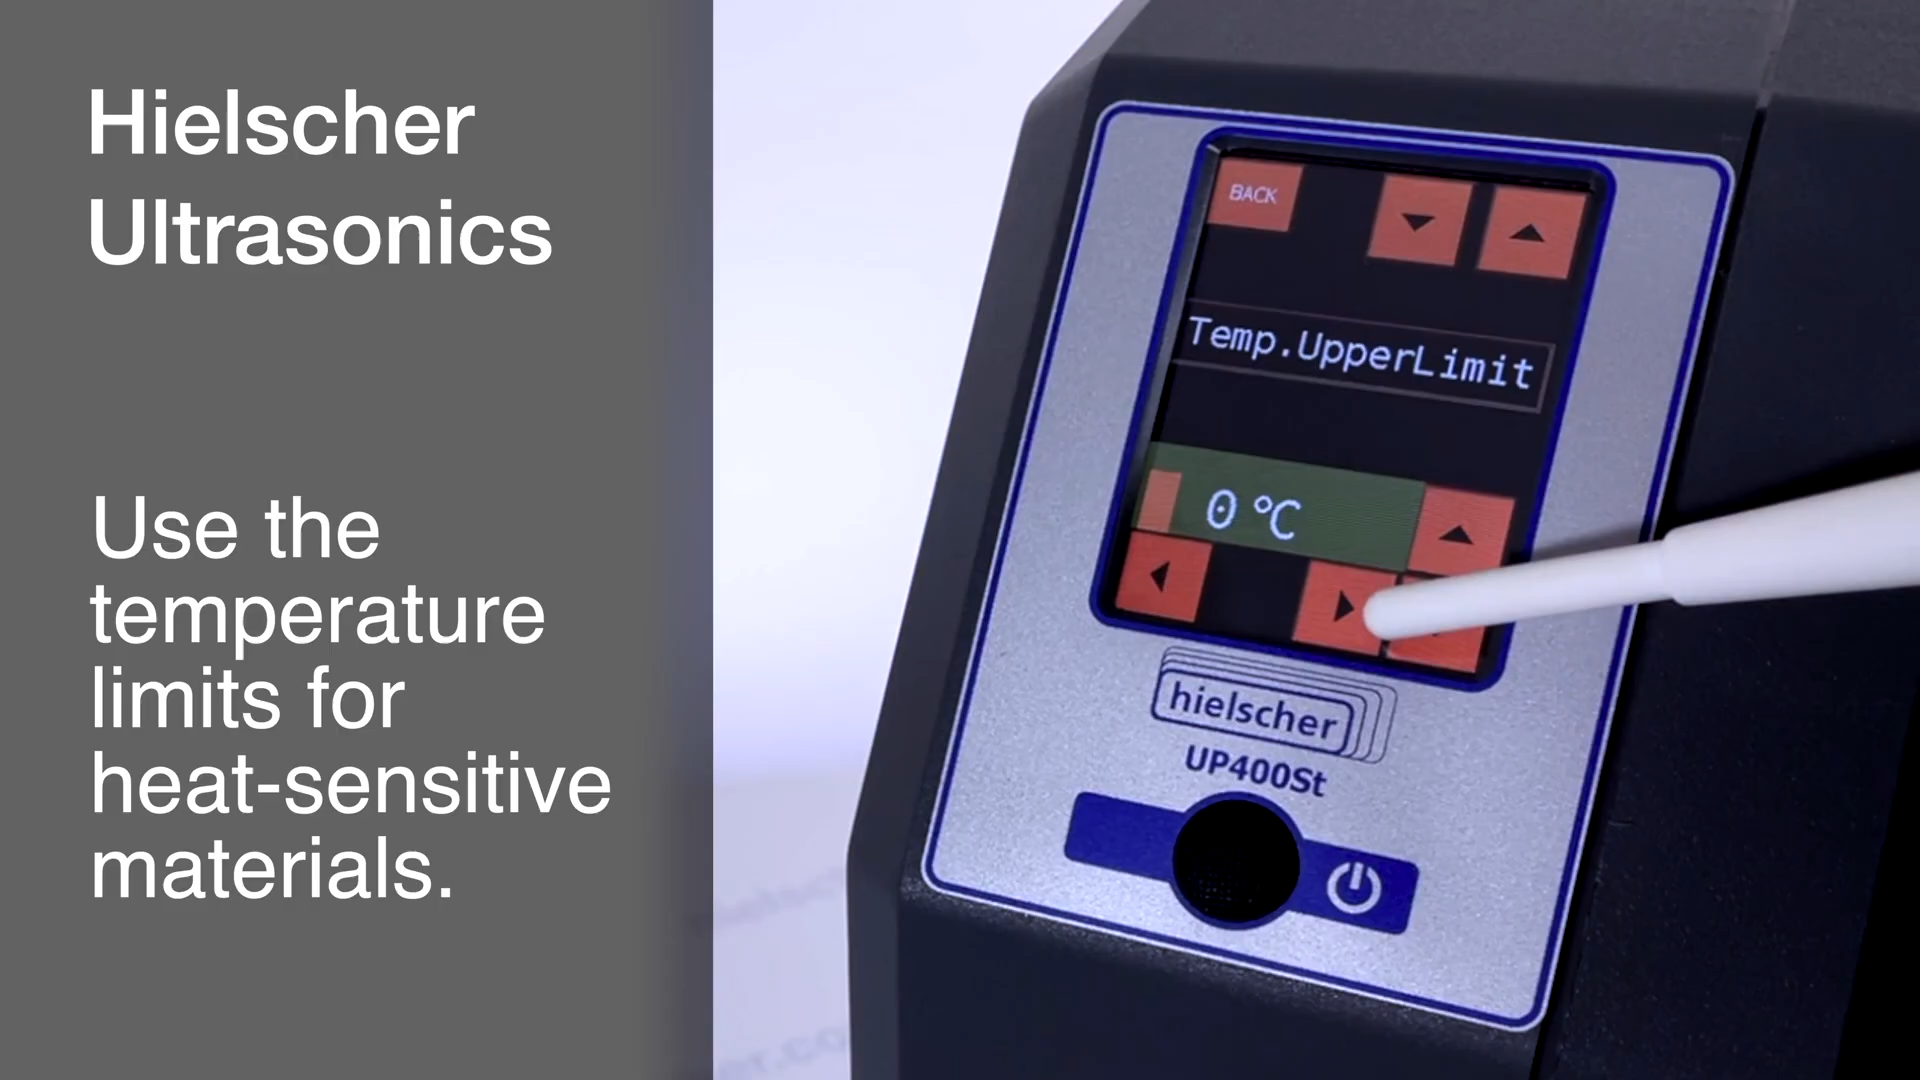 Hielscher
Ultrasonics
Use the
temperature
limits for
heat-sensitive
materials.
BACK
Temp.UpperLimit
0 °C
hielscher
UP400St